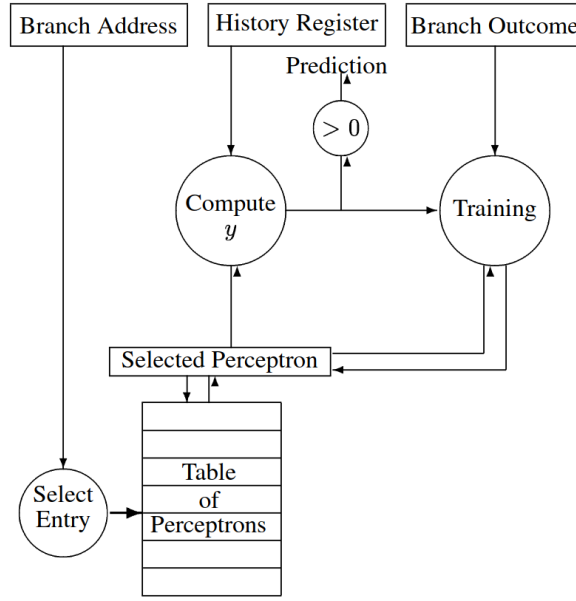 Branch Address
History Register
Branch Outcome
Prediction
> 0
Compute
y
Training
Selected Perceptron
Table
of
Perceptrons
Select
Entry